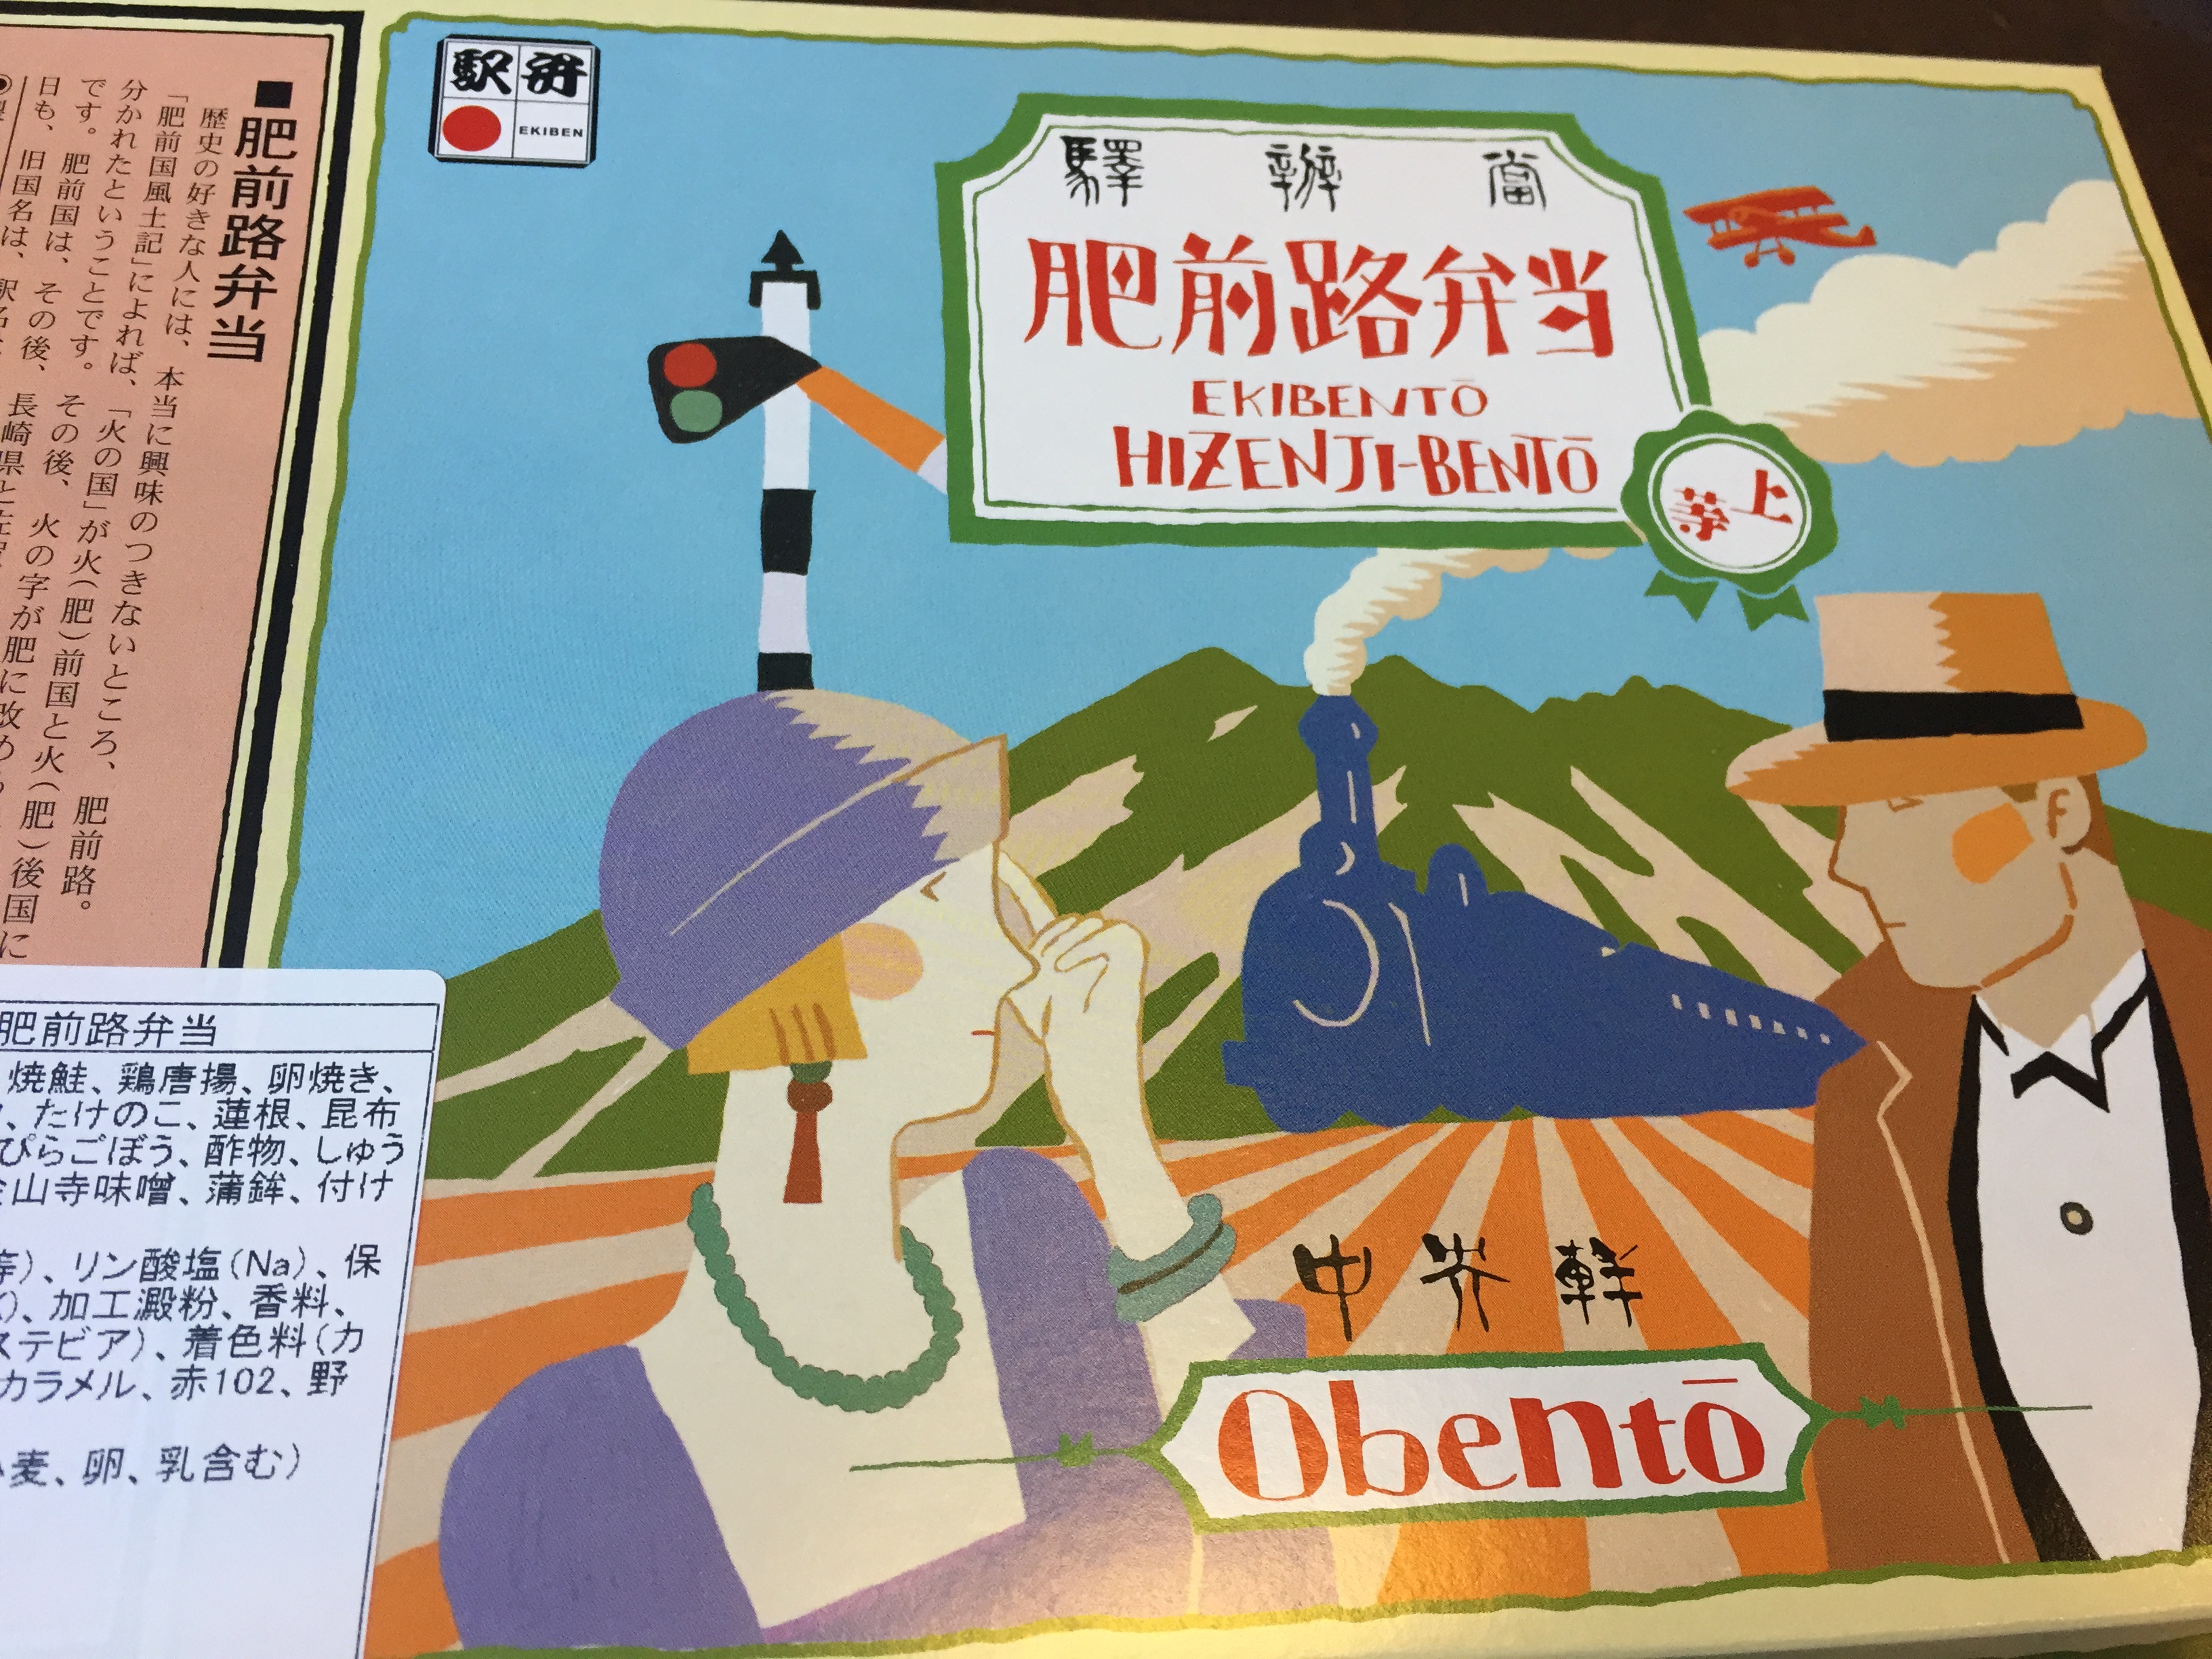 駅弁
EKIBEN
驛辨當
肥前路弁当
EKIBENTŌ
HIZENJI-BENTŌ
上等
中央軒
Obentō
■肥前路弁当
歴史の好きな人には、本当に興味のつきないところ、肥前路。
「肥前国風土記」によれば、「火の国」が火(肥)前国と火(肥)後国に
分かれたということです。その後、火の字が肥に改め
です。肥前国は、その後、長崎県と
日も、旧国名は、駅名
肥前路弁当
焼鮭、鶏唐揚、卵焼き、
、たけのこ、蓮根、昆布
ぴらごぼう、酢物、しゅう
山寺味噌、蒲鉾、付け
等)、リン酸塩(Na)、保
)、加工澱粉、香料、
ステビア)、着色料(カ
カラメル、赤102、野
麦、卵、乳含む)